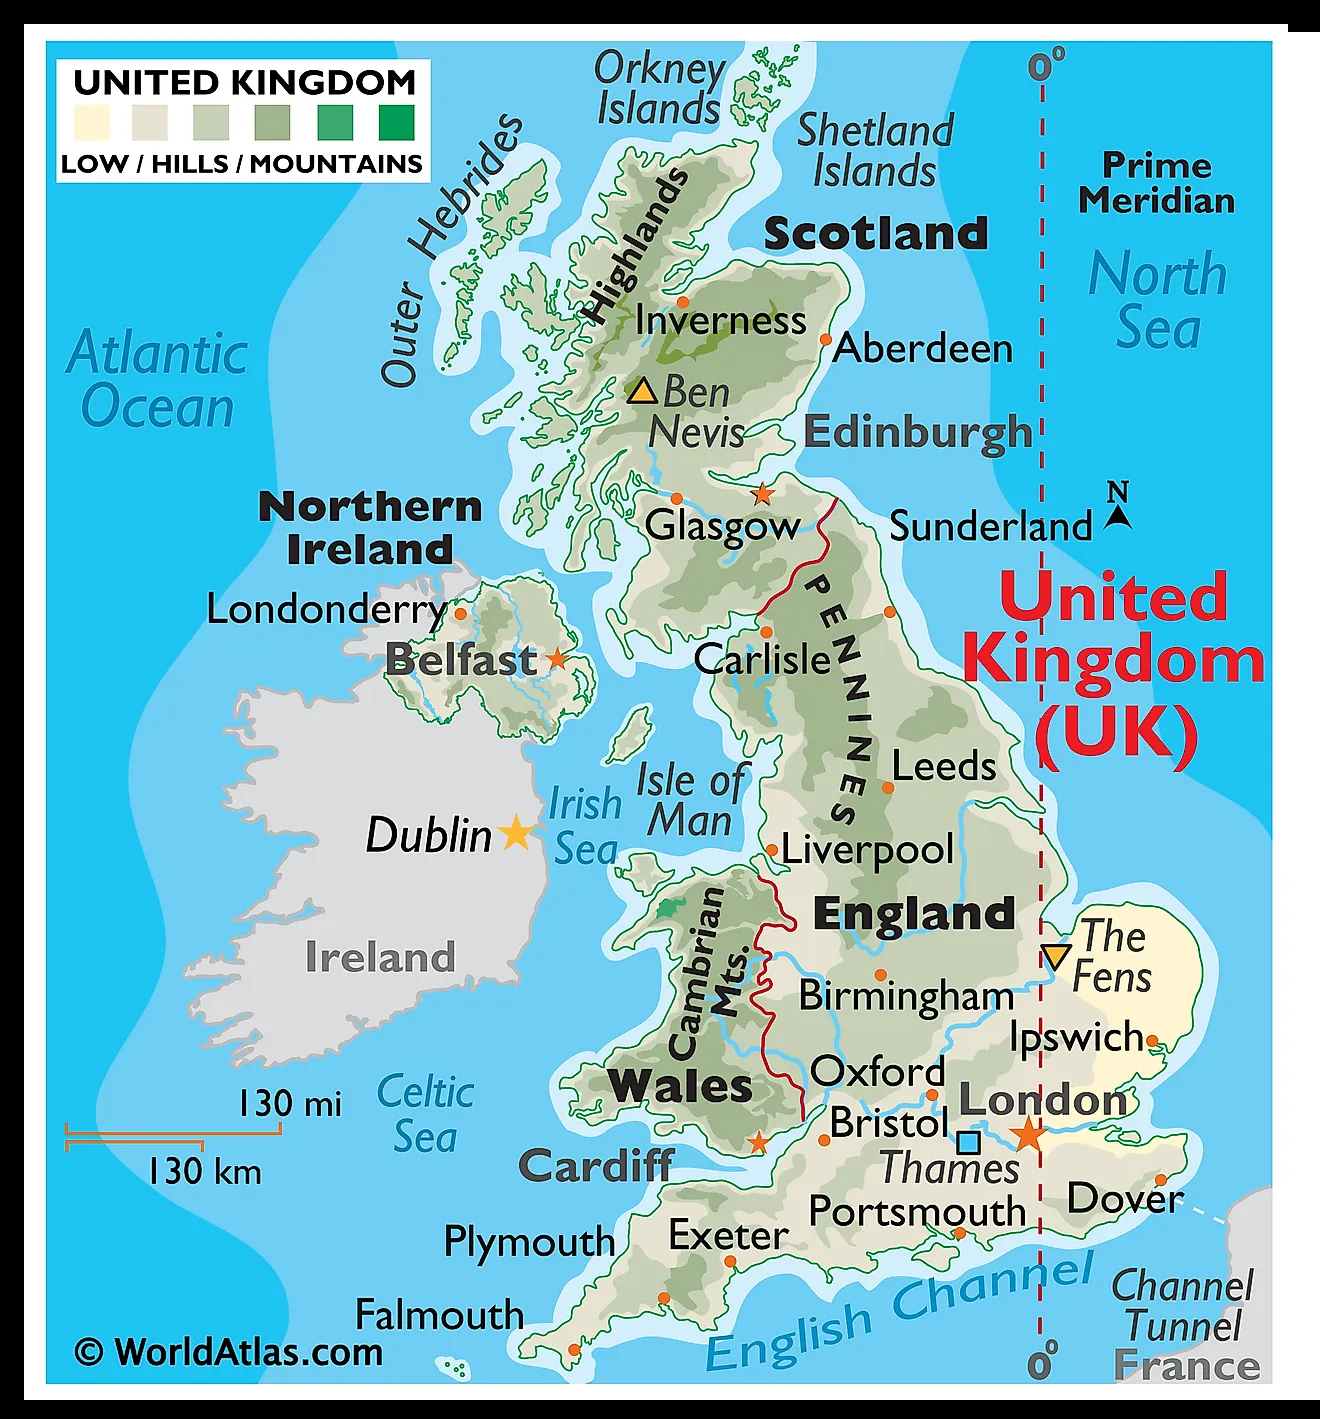 UNITED KINGDOM
LOW / HILLS / MOUNTAINS
Orkney
Islands
Shetland
Islands
0°
Prime
Meridian
North
Sea
Outer Hebrides
Highlands
Scotland
Atlantic
Ocean
Inverness
Aberdeen
Ben
Nevis
Edinburgh
Northern
Ireland
Glasgow
Sunderland
N
Londonderry
Belfast
Carlisle
PENNINES
United
Kingdom
(UK)
Isle of
Man
Irish
Sea
Leeds
Dublin
Liverpool
England
The
Fens
Ireland
Cambrian
Mts.
Birmingham
Ipswich
Oxford
Wales
London
130 mi
130 km
Celtic
Sea
Bristol
Cardiff
Thames
Portsmouth
Dover
Plymouth
Exeter
English Channel
Channel
Tunnel
France
Falmouth
© WorldAtlas.com
0°